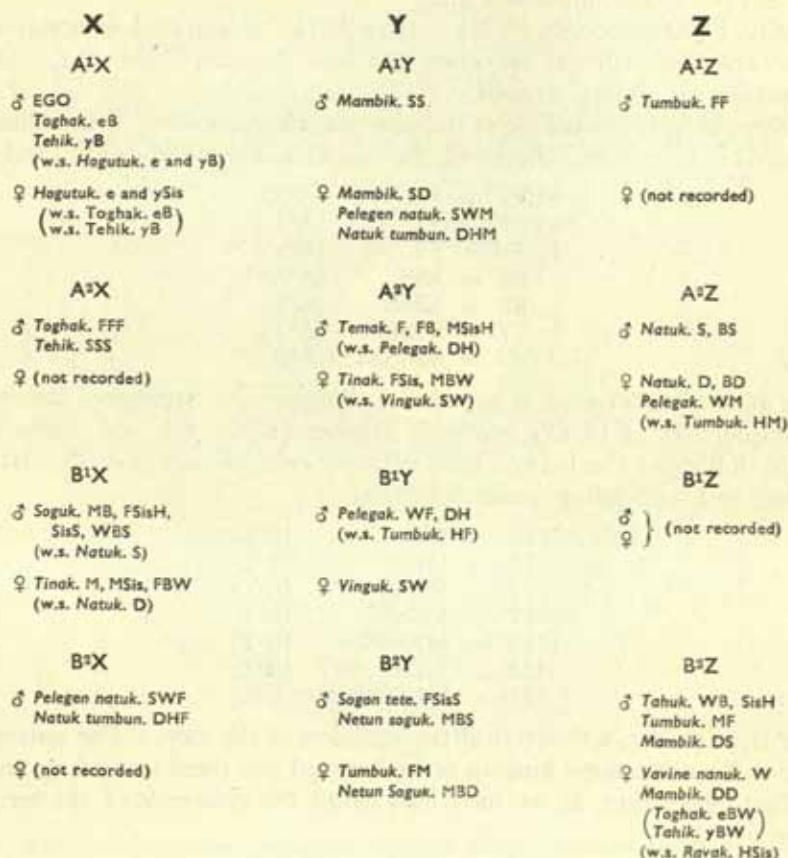 X Y Z
A¹X A¹Y A¹Z
♂ EGO
Toghak. eB
Tehik. yB
(w.s. Hogutuk. e and yB)
♀ Hogutuk. e and ySis
(w.s. Toghak. eB
w.s. Tehik. yB)
♂ Mambik. SS
♀ Mambik. SD
Pelegen natuk. SWM
Natuk tumbun. DHM
♂ Tumbuk. FF
♀ (not recorded)
A²X A²Y A²Z
♂ Toghak. FFF
Tehik. SSS
♀ (not recorded)
♂ Temak. F, FB, MSisH
(w.s. Pelegak. DH)
♀ Tinak. FSis, MBW
(w.s. Vinguk. SW)
♂ Natuk. S, BS
♀ Natuk. D, BD
Pelegak. WM
(w.s. Tumbuk. HM)
B¹X B¹Y B¹Z
♂ Soguk. MB, FSisH,
SisS, WBS
(w.s. Natuk. S)
♀ Tinak. M, MSis, FBW
(w.s. Natuk. D)
♂ Pelegak. WF, DH
(w.s. Tumbuk. HF)
♀ Vinguk. SW
♂
♀ } (not recorded)
B²X B²Y B²Z
♂ Pelegen natuk. SWF
Natuk tumbun. DHF
♀ (not recorded)
♂ Sogon tete. FSisS
Netun soguk. MBS
♀ Tumbuk. FM
Netun Soguk. MBD
♂ Tahuk. WB, SisH
Tumbuk. MF
Mambik. DS
♀ Vavine nanuk. W
Mambik. DD
(Toghak. eBW
Tahik. yBW)
(w.s. Ravak. HSis)